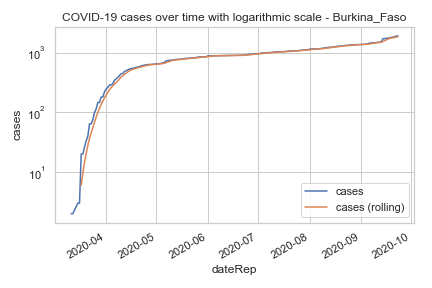 COVID-19 cases over time with logarithmic scale - Burkina_Faso
10³
10²
10¹
cases
cases
cases (rolling)
2020-04
2020-05
2020-06
2020-07
2020-08
2020-09
2020-10
dateRep